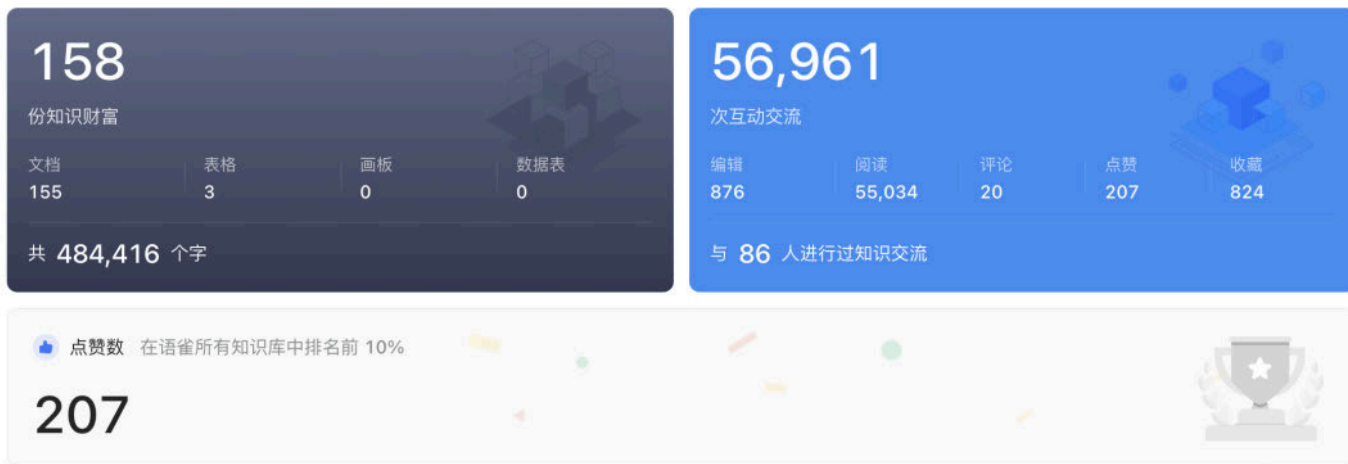 158
份知识财富
文档 表格 画板 数据表
155 3 0 0
共 484,416 个字
56,961
次互动交流
编辑 阅读 评论 点赞 收藏
876 55,034 20 207 824
与 86 人进行过知识交流
点赞数 在语雀所有知识库中排名前 10%
207